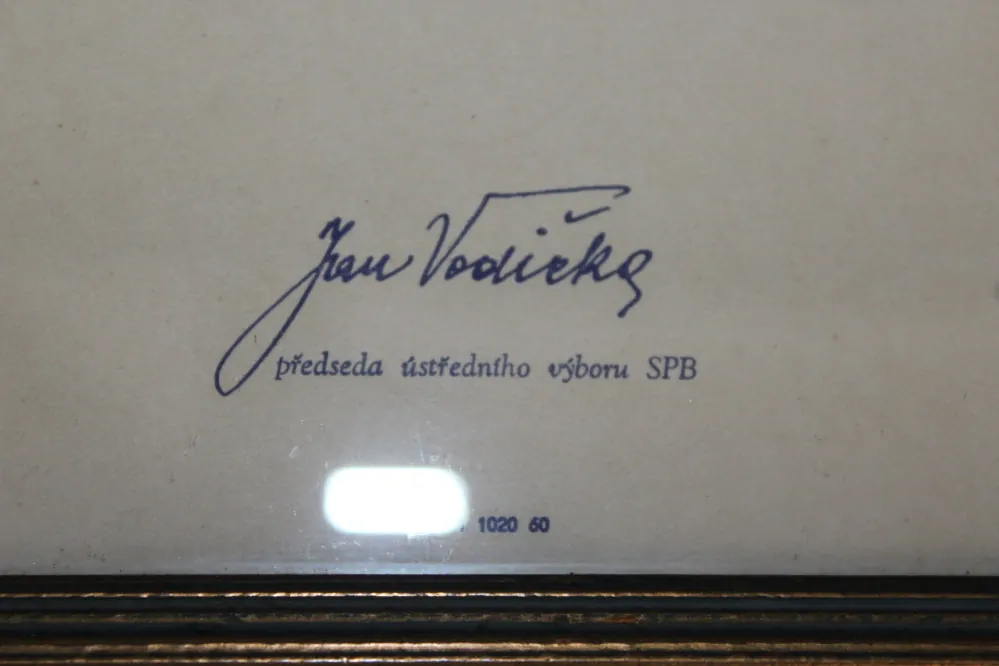 Jan Vodička
předseda ústředního výboru SPB
1020 60